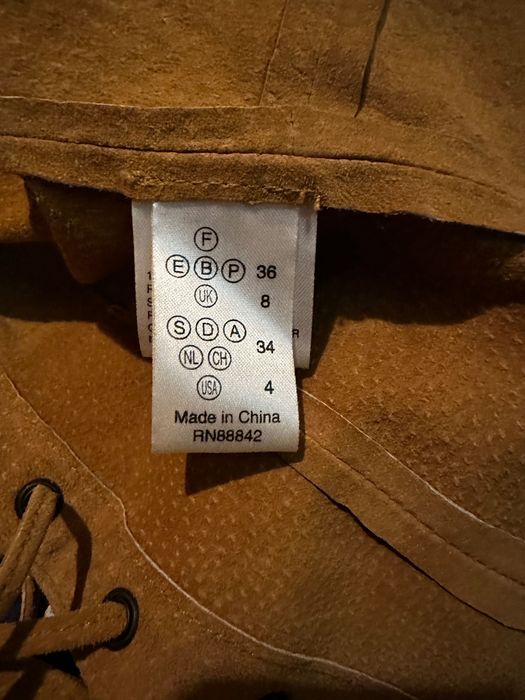 F
E B P 36
UK 8
S D A
34
NL CH
USA 4
Made in China
RN88842